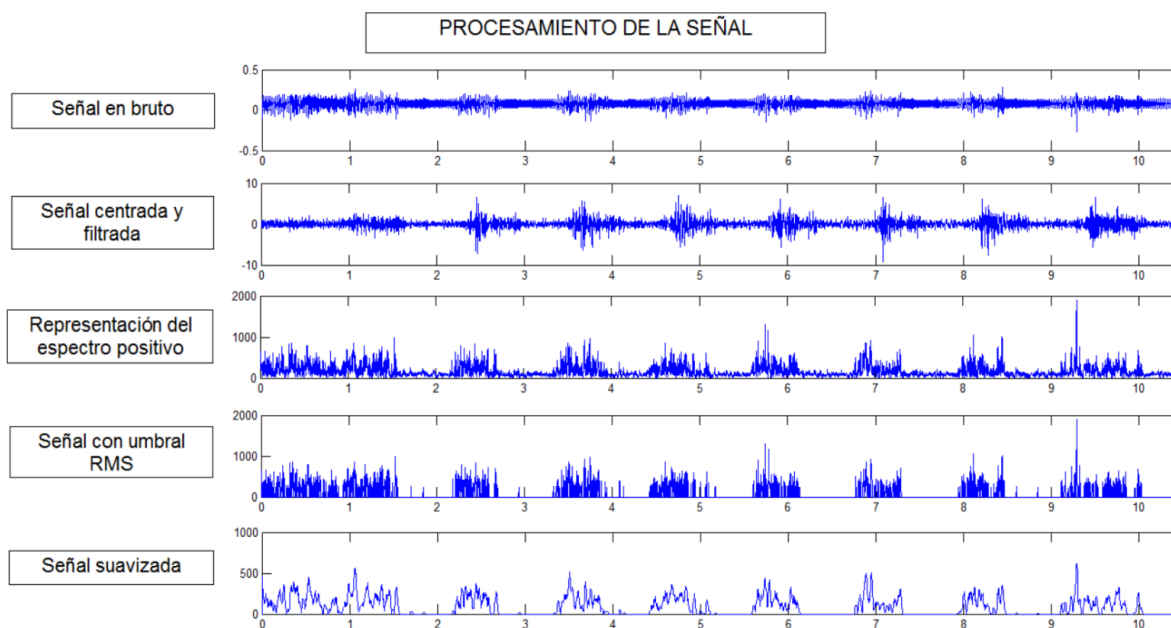 PROCESAMIENTO DE LA SEÑAL
Señal en bruto
0.5
0
-0.5
0 1 2 3 4 5 6 7 8 9 10
Señal centrada y
filtrada
10
0
-10
0 1 2 3 4 5 6 7 8 9 10
Representación del
espectro positivo
2000
1000
0
0 1 2 3 4 5 6 7 8 9 10
Señal con umbral
RMS
2000
1000
0
0 1 2 3 4 5 6 7 8 9 10
Señal suavizada
1000
500
0
0 1 2 3 4 5 6 7 8 9 10